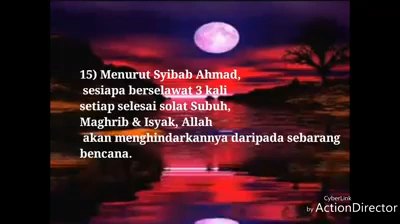 15) Menurut Syibab Ahmad,
sesiapa berselawat 3 kali
setiap selesai solat Subuh,
Maghrib & Isyak, Allah
akan menghindarkannya daripada sebarang
bencana.
CyberLink
by ActionDirector